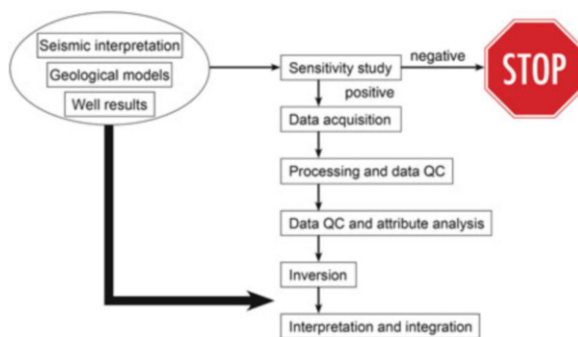 Seismic interpretation
Geological models
Well results
Sensitivity study
negative
STOP
positive
Data acquisition
Processing and data QC
Data QC and attribute analysis
Inversion
Interpretation and integration